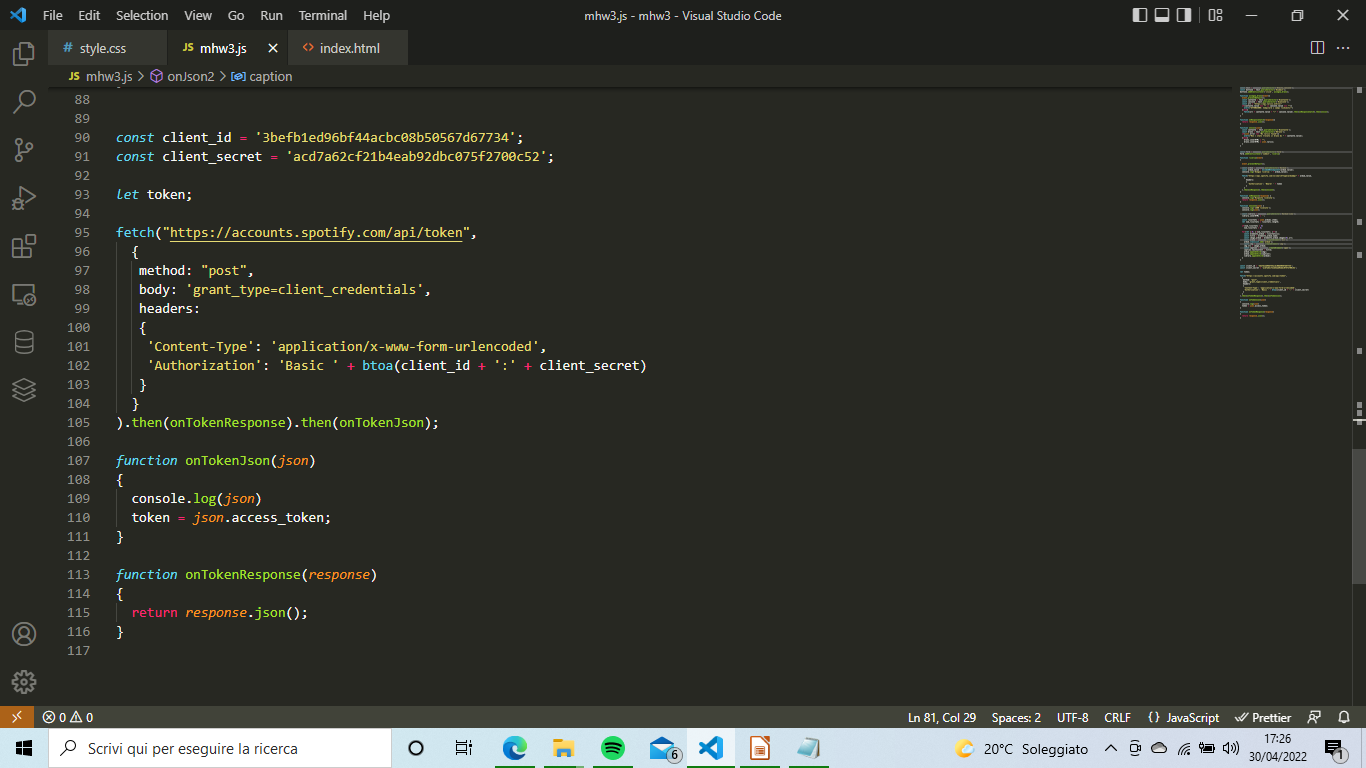 File Edit Selection View Go Run Terminal Help mhw3.js - mhw3 - Visual Studio Code
# style.css JS mhw3.js index.html
JS mhw3.js > onJson2 > caption
88
89
90 const client_id = '3befb1ed96bf44acbc08b50567d67734';
91 const client_secret = 'acd7a62cf21b4eab92dbc075f2700c52';
92
93 let token;
94
95 fetch("https://accounts.spotify.com/api/token",
96 {
97 method: "post",
98 body: 'grant_type=client_credentials',
99 headers:
100 {
101 'Content-Type': 'application/x-www-form-urlencoded',
102 'Authorization': 'Basic ' + btoa(client_id + ':' + client_secret)
103 }
104 }
105 ).then(onTokenResponse).then(onTokenJson);
106
107 function onTokenJson(json)
108 {
109 console.log(json)
110 token = json.access_token;
111 }
112
113 function onTokenResponse(response)
114 {
115 return response.json();
116 }
117
0 0 Ln 81, Col 29 Spaces: 2 UTF-8 CRLF {} JavaScript Prettier
Scrivi qui per eseguire la ricerca 6 20°C Soleggiato 17:26
30/04/2022 1